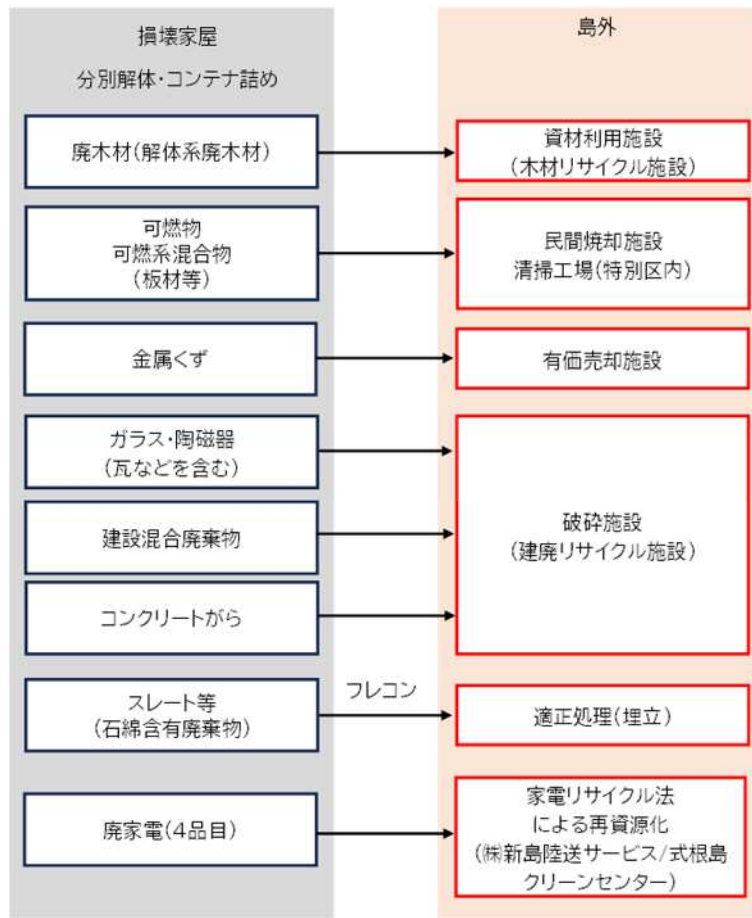 損壊家屋
分別解体・コンテナ詰め
島外
廃木材(解体系廃木材)
資材利用施設
(木材リサイクル施設)
可燃物
可燃系混合物
(板材等)
民間焼却施設
清掃工場(特別区内)
金属くず
有価売却施設
ガラス・陶磁器
(瓦などを含む)
建設混合廃棄物
コンクリートがら
破砕施設
(建廃リサイクル施設)
スレート等
(石綿含有廃棄物)
フレコン
適正処理(埋立)
廃家電(4品目)
家電リサイクル法
による再資源化
(㈱新島陸送サービス/式根島
クリーンセンター)